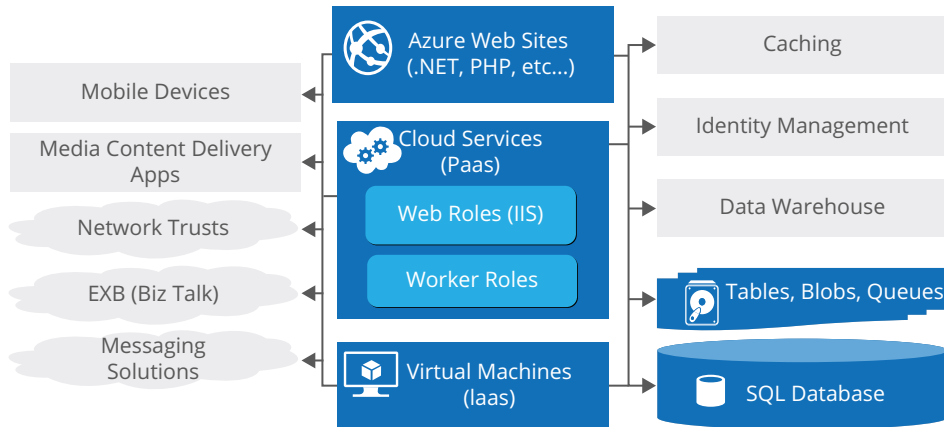 Azure Web Sites
(.NET, PHP, etc...)
Mobile Devices
Media Content Delivery
Apps
Network Trusts
EXB (Biz Talk)
Messaging
Solutions
Cloud Services
(Paas)
Web Roles (IIS)
Worker Roles
Virtual Machines
(Iaas)
Caching
Identity Management
Data Warehouse
Tables, Blobs, Queues
SQL Database